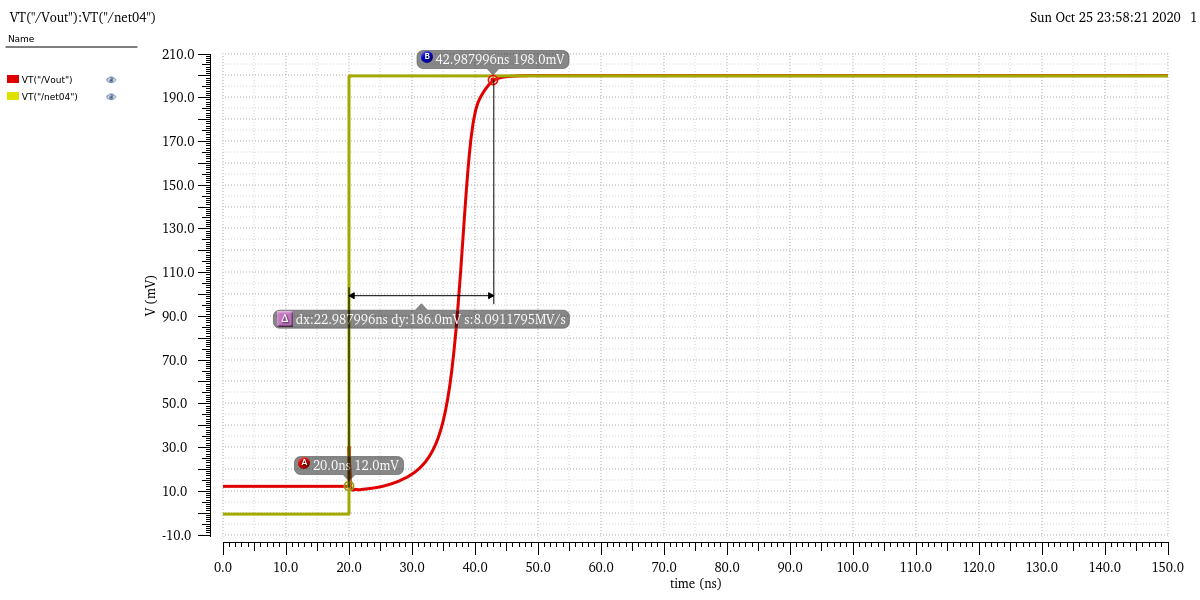 VT("/Vout"):VT("/net04")
Sun Oct 25 23:58:21 2020 1
Name
VT("/Vout")
VT("/net04")
210.0
190.0
170.0
150.0
130.0
110.0
90.0
70.0
50.0
30.0
10.0
-10.0
V (mV)
B 42.987996ns 198.0mV
Δ dx:22.987996ns dy:186.0mV s:8.0911795MV/s
A 20.0ns 12.0mV
0.0 10.0 20.0 30.0 40.0 50.0 60.0 70.0 80.0 90.0 100.0 110.0 120.0 130.0 140.0 150.0
time (ns)